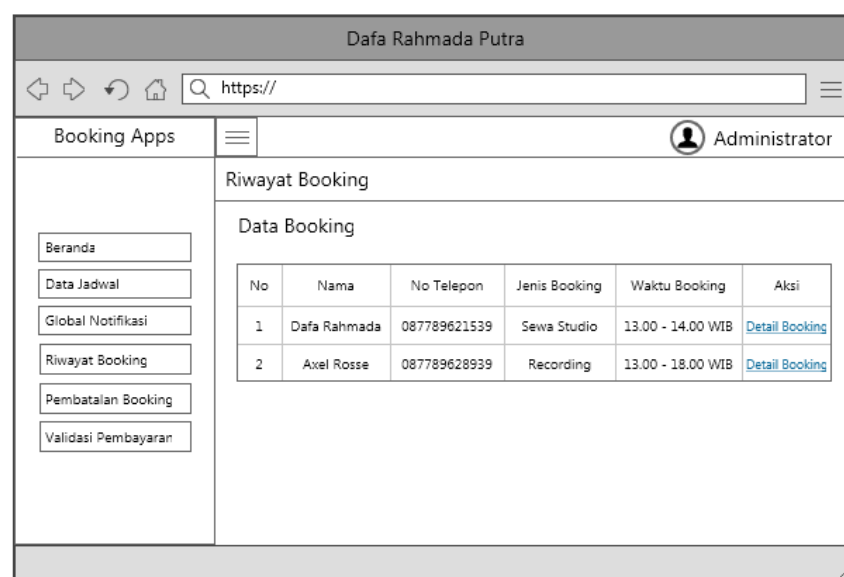 Dafa Rahmada Putra
https://
Booking Apps
Administrator
Riwayat Booking
Data Booking
Beranda
Data Jadwal
Global Notifikasi
Riwayat Booking
Pembatalan Booking
Validasi Pembayaran
No Nama No Telepon Jenis Booking Waktu Booking Aksi
1 Dafa Rahmada 087789621539 Sewa Studio 13.00 - 14.00 WIB Detail Booking
2 Axel Rosse 087789628939 Recording 13.00 - 18.00 WIB Detail Booking